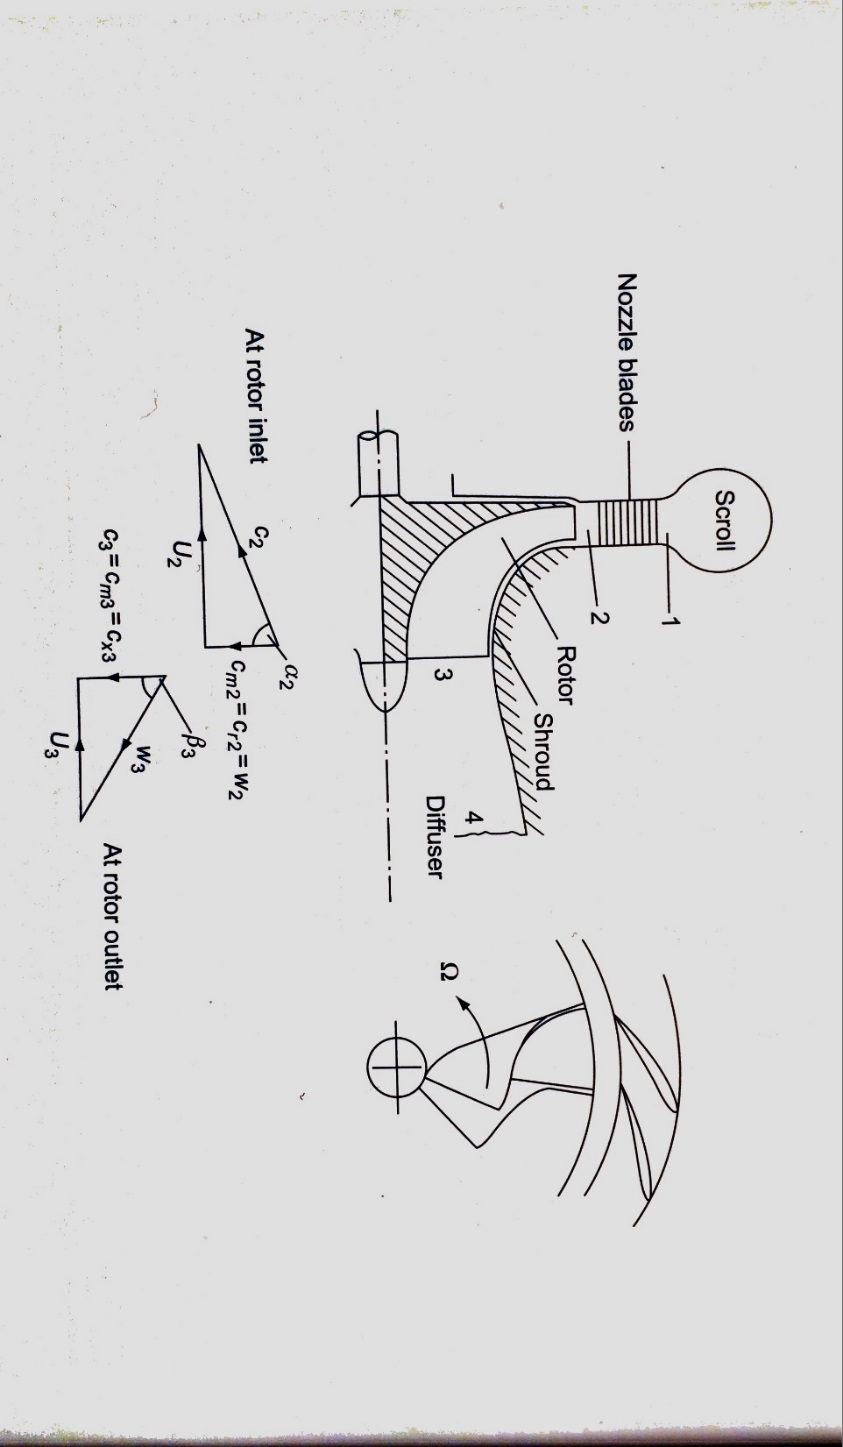 Scroll
Nozzle blades
1
2
Rotor
Shroud
3
4
Diffuser
Ω
At rotor inlet
c2
U2
α2
cm2 = cr2 = w2
c3 = cm3 = cx3
β3
w3
U3
At rotor outlet